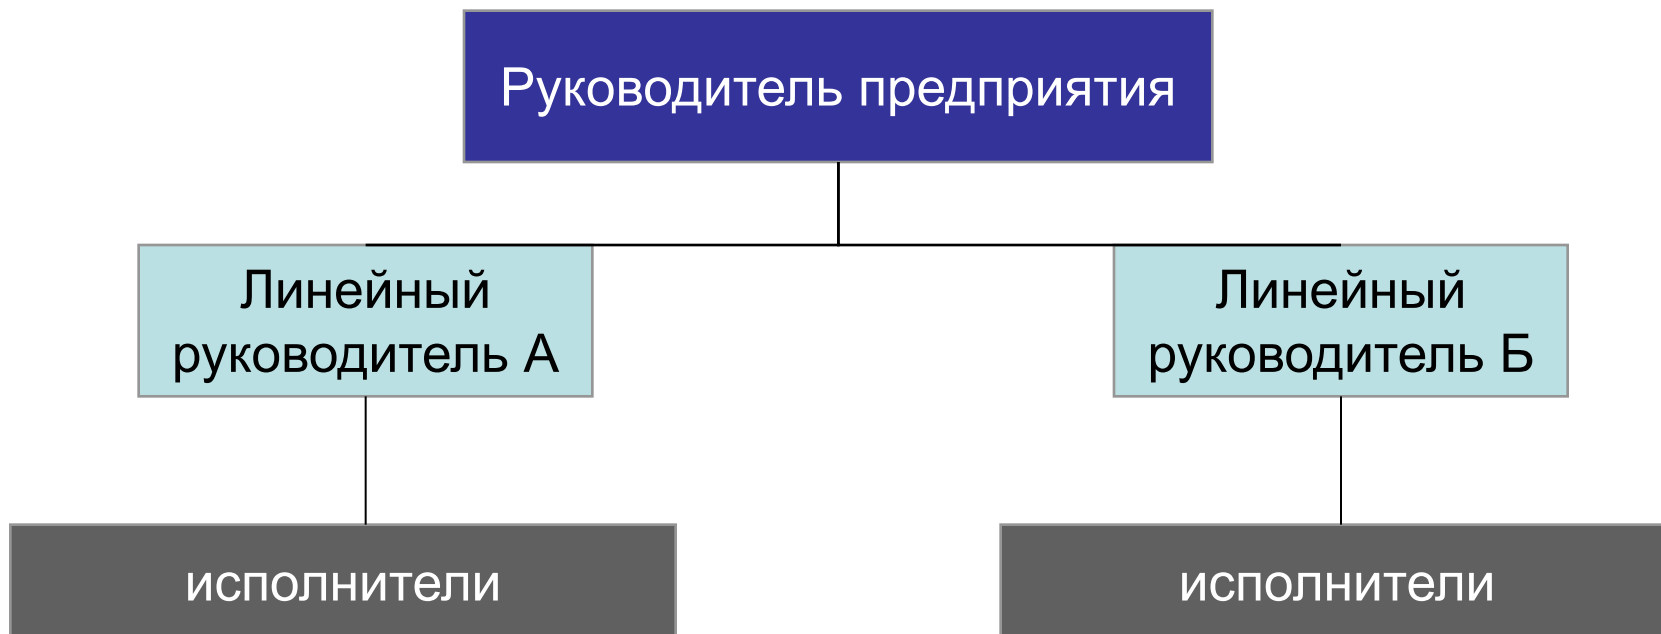 Руководитель предприятия
Линейный
руководитель А
Линейный
руководитель Б
исполнители
исполнители